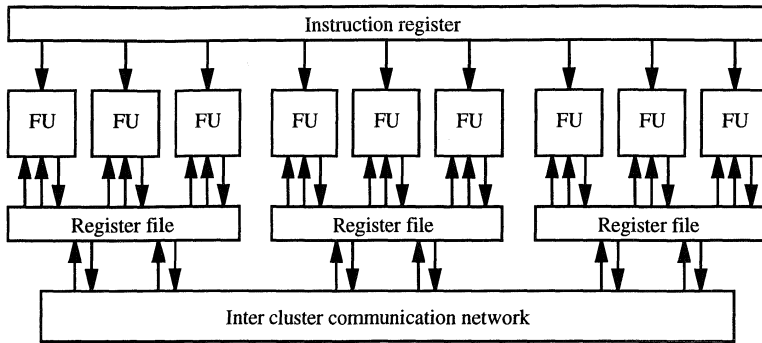 Instruction register
FU FU FU FU FU FU FU FU FU
Register file Register file Register file
Inter cluster communication network